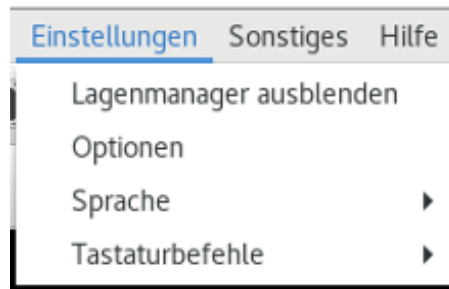 Einstellungen Sonstiges Hilfe
Lagenmanager ausblenden
Optionen
Sprache
Tastaturbefehle